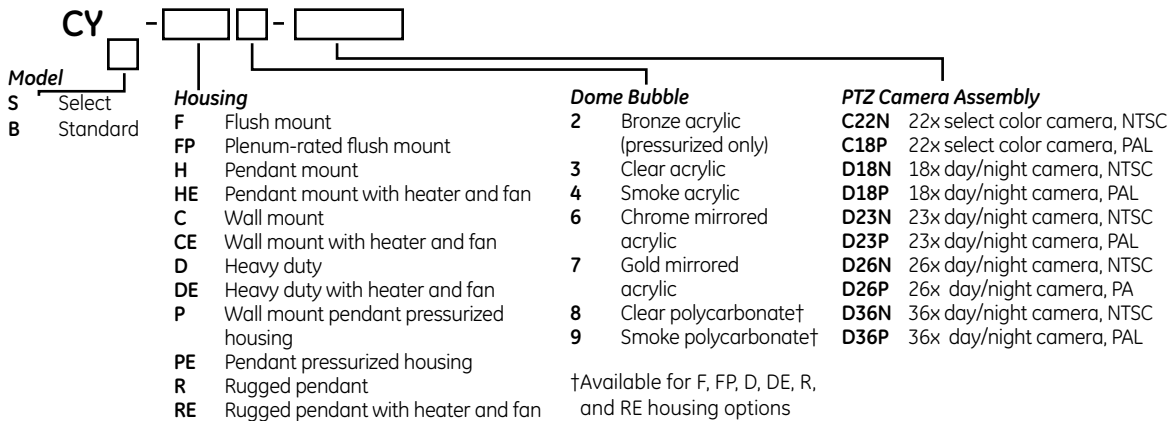 CY - -
Model
S Select
B Standard
Housing
F Flush mount
FP Plenum-rated flush mount
H Pendant mount
HE Pendant mount with heater and fan
C Wall mount
CE Wall mount with heater and fan
D Heavy duty
DE Heavy duty with heater and fan
P Wall mount pendant pressurized
housing
PE Pendant pressurized housing
R Rugged pendant
RE Rugged pendant with heater and fan
Dome Bubble
2 Bronze acrylic
(pressurized only)
3 Clear acrylic
4 Smoke acrylic
6 Chrome mirrored
acrylic
7 Gold mirrored
acrylic
8 Clear polycarbonate†
9 Smoke polycarbonate†
†Available for F, FP, D, DE, R,
and RE housing options
PTZ Camera Assembly
C22N 22x select color camera, NTSC
C18P 22x select color camera, PAL
D18N 18x day/night camera, NTSC
D18P 18x day/night camera, PAL
D23N 23x day/night camera, NTSC
D23P 23x day/night camera, PAL
D26N 26x day/night camera, NTSC
D26P 26x day/night camera, PA
D36N 36x day/night camera, NTSC
D36P 36x day/night camera, PAL